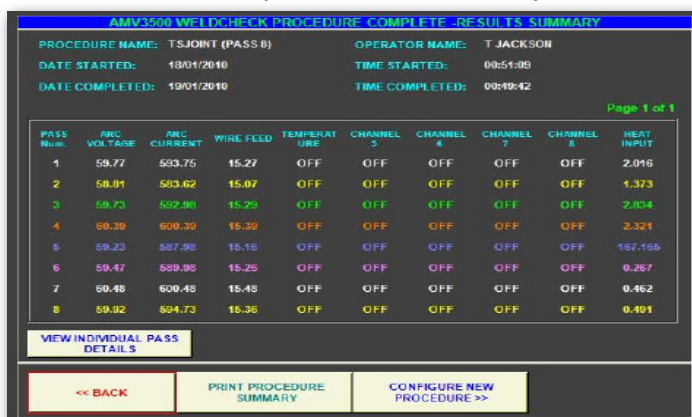 AMV3500 WELDCHECK PROCEDURE COMPLETE -RESULTS SUMMARY
PROCEDURE NAME: TSJOINT (PASS 8) OPERATOR NAME: T JACKSON
DATE STARTED: 18/01/2010 TIME STARTED: 00:51:09
DATE COMPLETED: 19/01/2010 TIME COMPLETED: 00:49:42
Page 1 of 1
PASS Num. ARC VOLTAGE ARC CURRENT WIRE FEED TEMPERATURE CHANNEL 5 CHANNEL 6 CHANNEL 7 CHANNEL 8 HEAT INPUT
1 59.77 593.75 15.27 OFF OFF OFF OFF OFF 2.016
2 58.81 583.62 15.07 OFF OFF OFF OFF OFF 1.373
3 59.73 592.98 15.29 OFF OFF OFF OFF OFF 2.834
4 60.39 600.39 15.39 OFF OFF OFF OFF OFF 2.321
5 59.23 587.98 15.16 OFF OFF OFF OFF OFF 167.165
6 59.47 589.98 15.26 OFF OFF OFF OFF OFF 0.267
7 60.48 600.48 15.48 OFF OFF OFF OFF OFF 0.462
8 59.92 594.73 15.36 OFF OFF OFF OFF OFF 0.491
VIEW INDIVIDUAL PASS
DETAILS
<< BACK
PRINT PROCEDURE
SUMMARY
CONFIGURE NEW
PROCEDURE >>